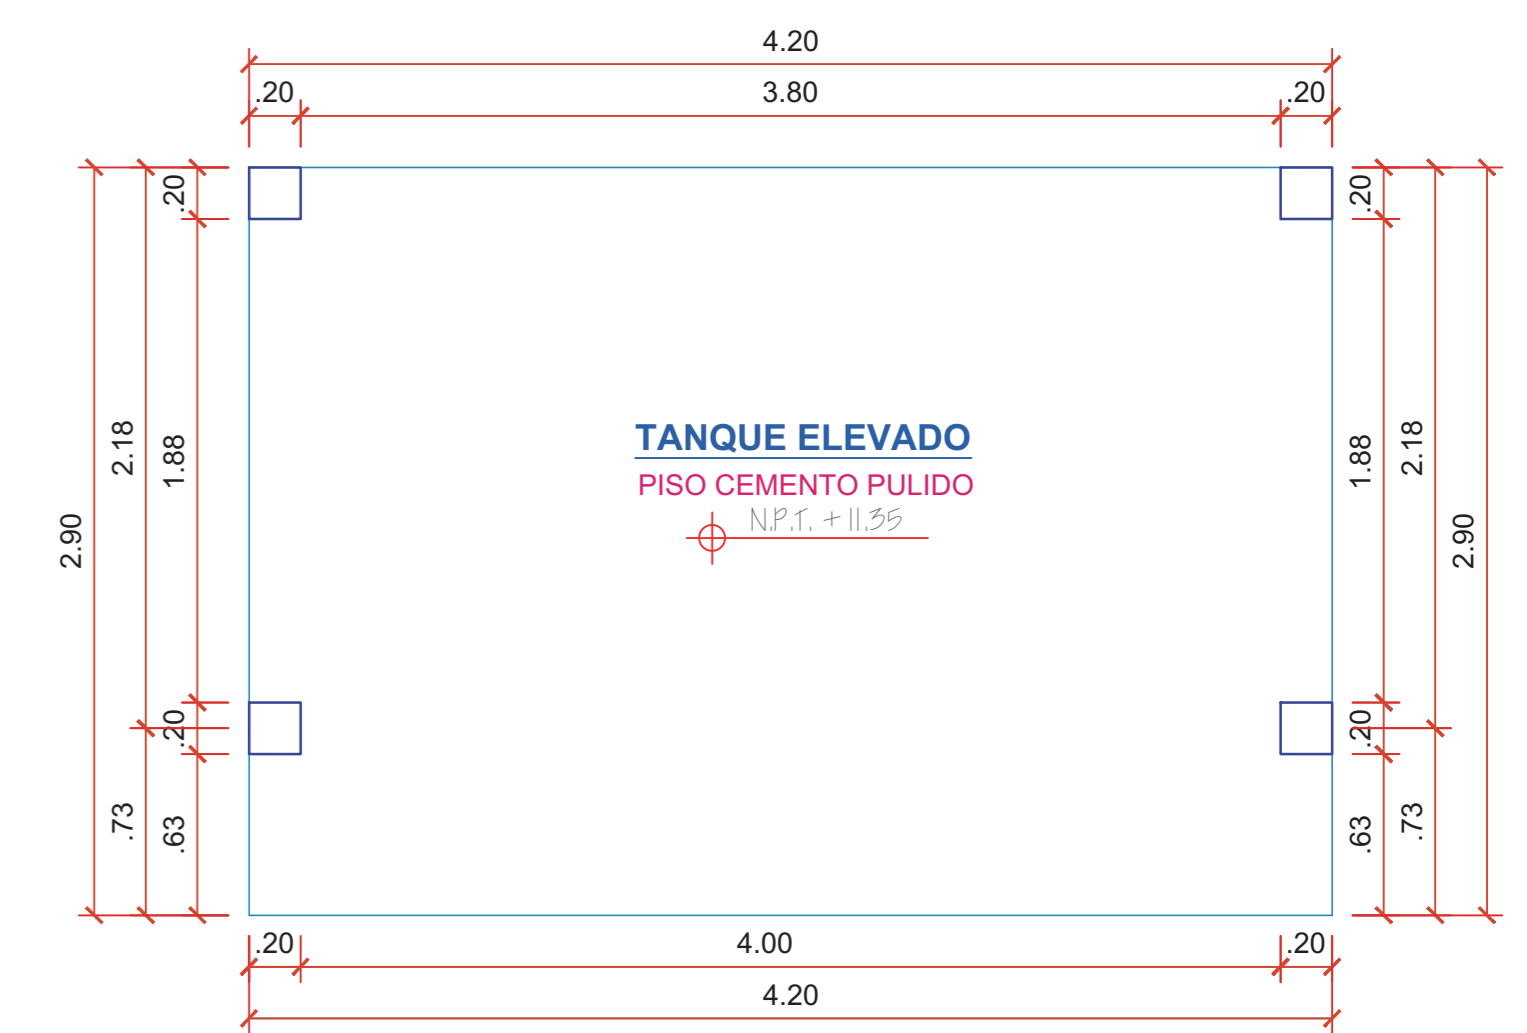 4.20
.20 3.80 .20
.20 .20
2.18 1.88 1.88 2.18
TANQUE ELEVADO
PISO CEMENTO PULIDO
N.P.T. +11.35
2.90 2.90
.20 .20
.73 .63 .63 .73
.20 4.00 .20
4.20